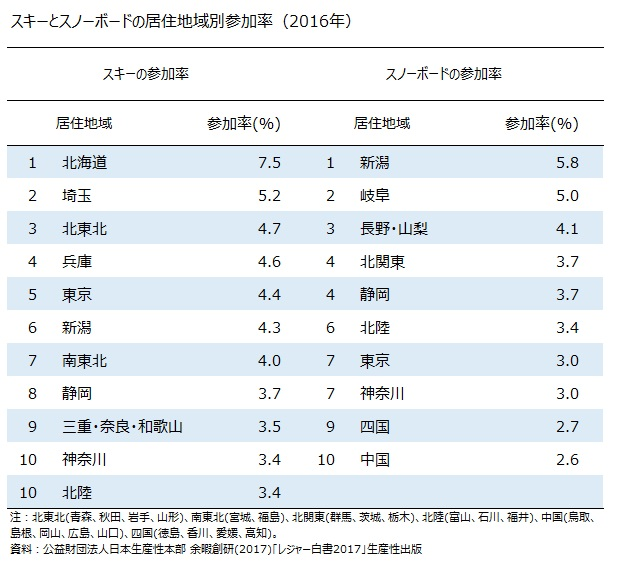 スキーとスノーボードの居住地域別参加率（2016年）
スキーの参加率 スノーボードの参加率
居住地域 参加率(%) 居住地域 参加率(%)
1 北海道 7.5 1 新潟 5.8
2 埼玉 5.2 2 岐阜 5.0
3 北東北 4.7 3 長野・山梨 4.1
4 兵庫 4.6 4 北関東 3.7
5 東京 4.4 4 静岡 3.7
6 新潟 4.3 6 北陸 3.4
7 南東北 4.0 7 東京 3.0
8 静岡 3.7 7 神奈川 3.0
9 三重・奈良・和歌山 3.5 9 四国 2.7
10 神奈川 3.4 10 中国 2.6
10 北陸 3.4
注：北東北(青森、秋田、岩手、山形)、南東北(宮城、福島)、北関東(群馬、茨城、栃木)、北陸(富山、石川、福井)、中国(鳥取、
島根、岡山、広島、山口)、四国(徳島、香川、愛媛、高知)。
資料：公益財団法人日本生産性本部 余暇創研(2017)「レジャー白書2017」生産性出版